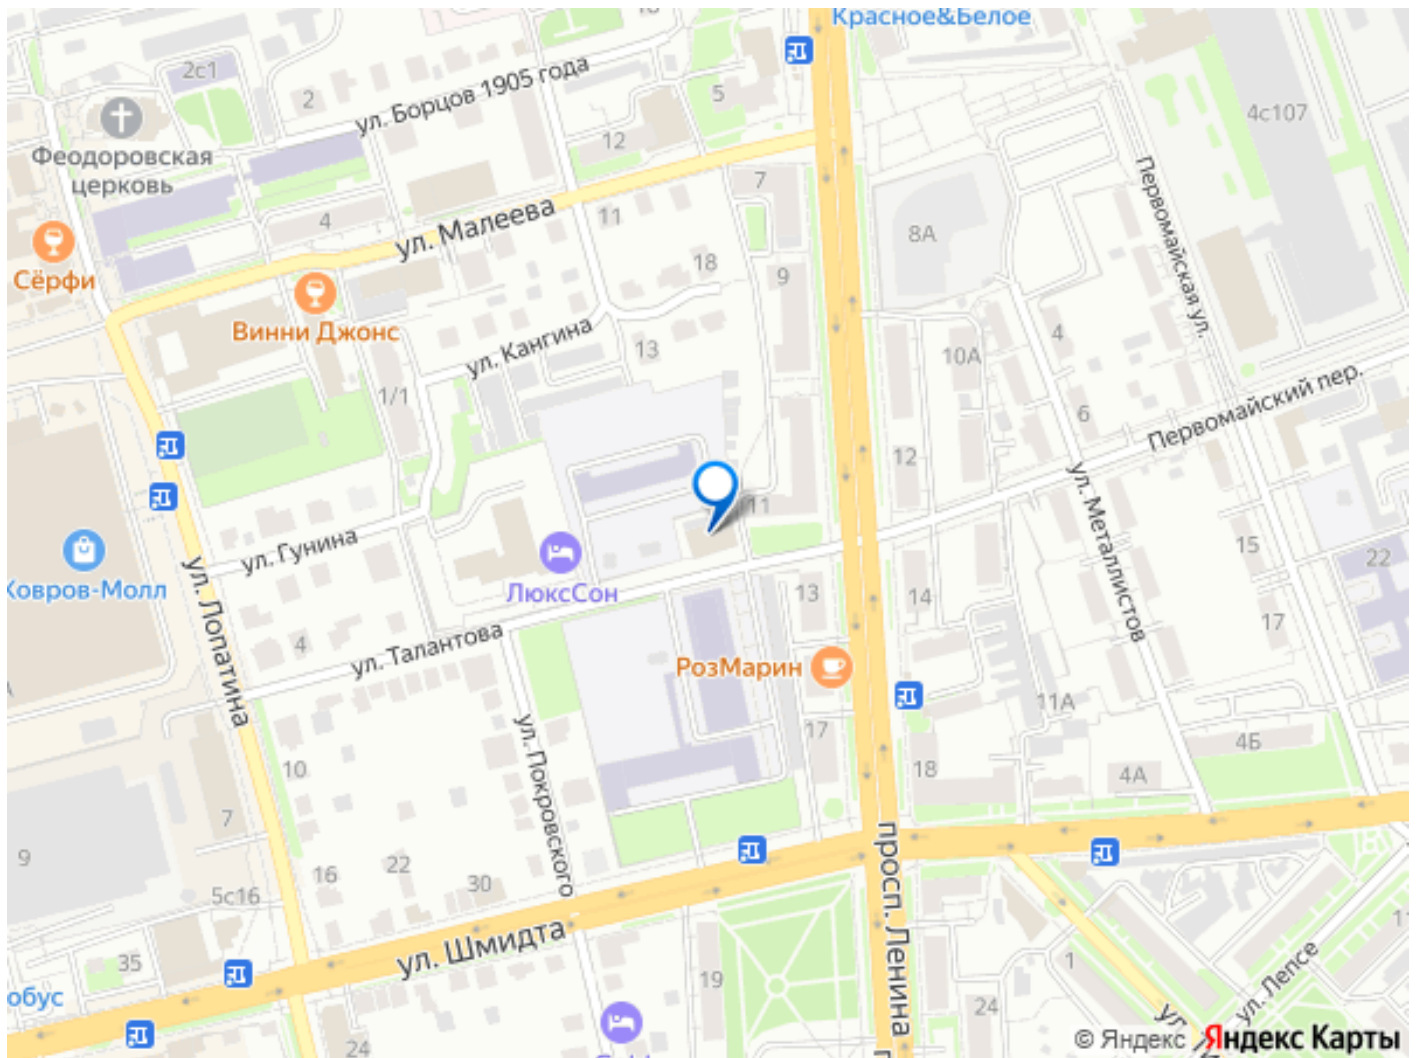 Красное&Белое
10
2с1
ул. Борцов 1905 года
2
5
4с107
12
Феодоровская
церковь
Первомайская ул.
7
4
11
ул. Малеева
8А
18
9
Сёрфи
Винни Джонс
ул. Кангина
13
4
10А
Первомайский пер.
1/1
6
12
ул. Металлистов
11
ул. Гунина
15
22
Ковров-Молл
ул. Лопатина
ЛюксСон
13
14
17
4
ул. Талантова
РозМарин
11А
ул. Покровского
17
4Б
10
18
4А
7
просп. Ленина
9
22
16
30
5с16
ул. Шмидта
35
19
1
ул. Лепсе
24
24
© Яндекс Яндекс Карты